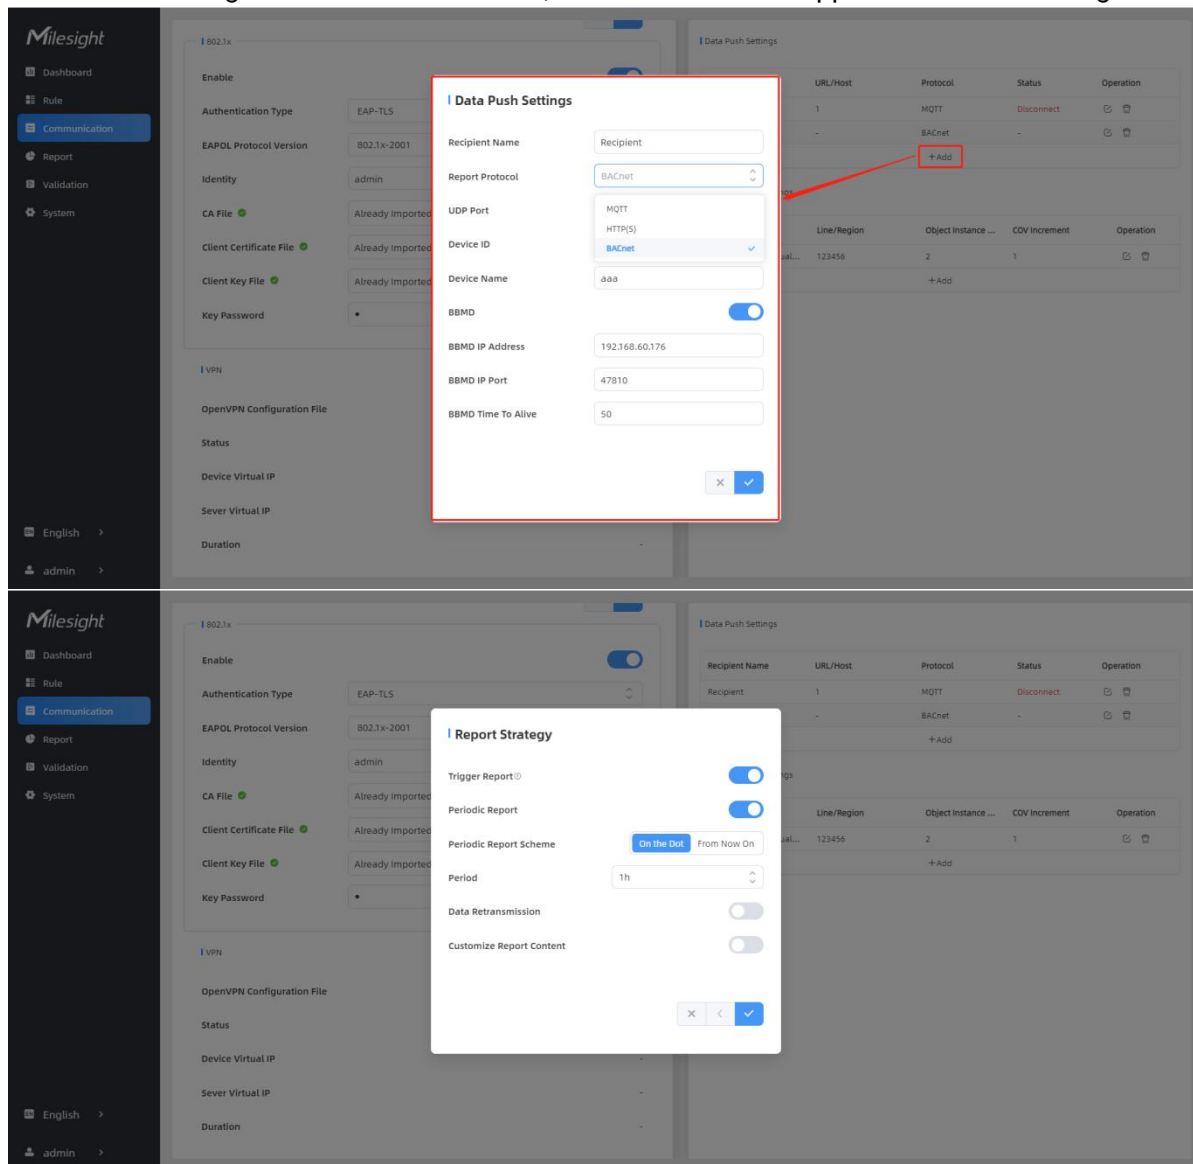 Milesight
Dashboard
Rule
Communication
Report
Validation
System
English >
admin >
802.1x
Enable
Authentication Type EAP-TLS
EAPOL Protocol Version 802.1x-2001
Identity admin
CA File Already Imported
Client Certificate File Already Imported
Client Key File Already Imported
Key Password •
VPN
OpenVPN Configuration File
Status
Device Virtual IP
Sever Virtual IP
Duration -
Data Push Settings
Recipient Name Recipient
Report Protocol BACnet
MQTT
HTTP(S)
BACnet
UDP Port
Device ID
Device Name aaa
BBMD
BBMD IP Address 192.168.60.176
BBMD IP Port 47810
BBMD Time To Alive 50
Data Push Settings
URL/Host Protocol Status Operation
1 MQTT Disconnect
- BACnet -
+Add
Line/Region Object Instance ... COV Increment Operation
ual... 123456 2 1
+Add
Milesight
Dashboard
Rule
Communication
Report
Validation
System
English >
admin >
802.1x
Enable
Authentication Type EAP-TLS
EAPOL Protocol Version 802.1x-2001
Identity admin
CA File Already Imported
Client Certificate File Already Imported
Client Key File Already Imported
Key Password •
VPN
OpenVPN Configuration File
Status
Device Virtual IP -
Sever Virtual IP -
Duration -
Report Strategy
Trigger Report
Periodic Report
Periodic Report Scheme On the Dot From Now On
Period 1h
Data Retransmission
Customize Report Content
Data Push Settings
Recipient Name URL/Host Protocol Status Operation
Recipient 1 MQTT Disconnect
- BACnet -
+Add
Line/Region Object Instance ... COV Increment Operation
ual... 123456 2 1
+Add